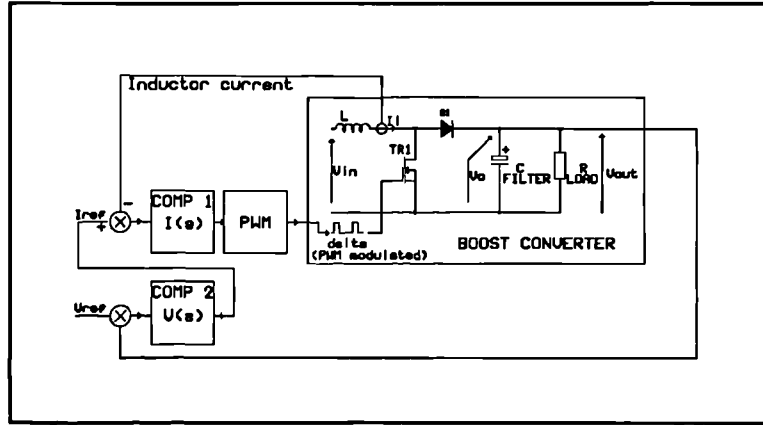 Inductor current
L
Il
TR1
Vin
Vo
C
FILTER
R
LOAD
Vout
COMP 1
I(s)
PWM
Iref
+
-
delta
(PWM modulated)
BOOST CONVERTER
COMP 2
V(s)
Vref
+